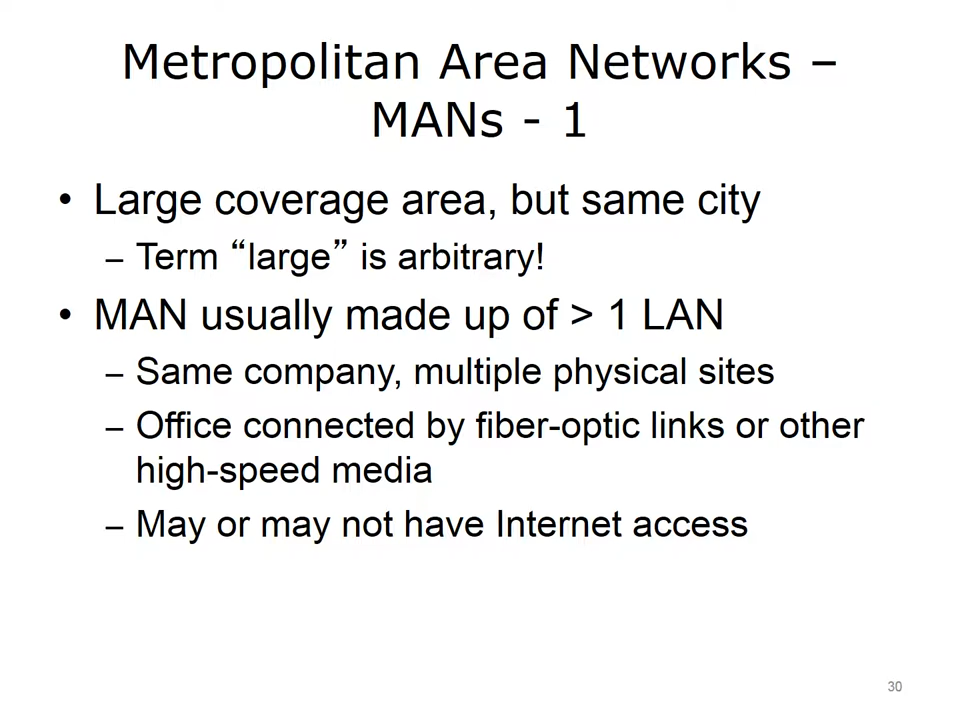 Metropolitan Area Networks –
MANs - 1
• Large coverage area, but same city
– Term “large” is arbitrary!
• MAN usually made up of > 1 LAN
– Same company, multiple physical sites
– Office connected by fiber-optic links or other
high-speed media
– May or may not have Internet access
30